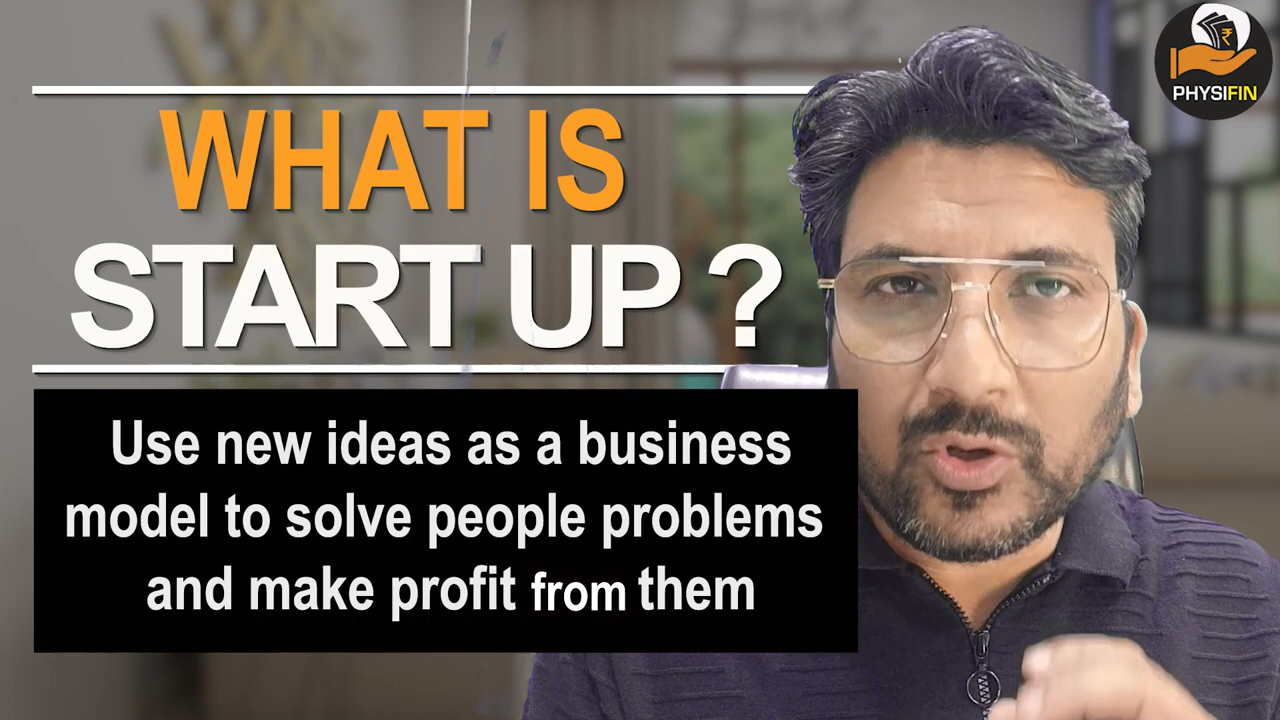 WHAT IS
START UP ?
Use new ideas as a business
model to solve people problems
and make profit from them
PHYSIFIN